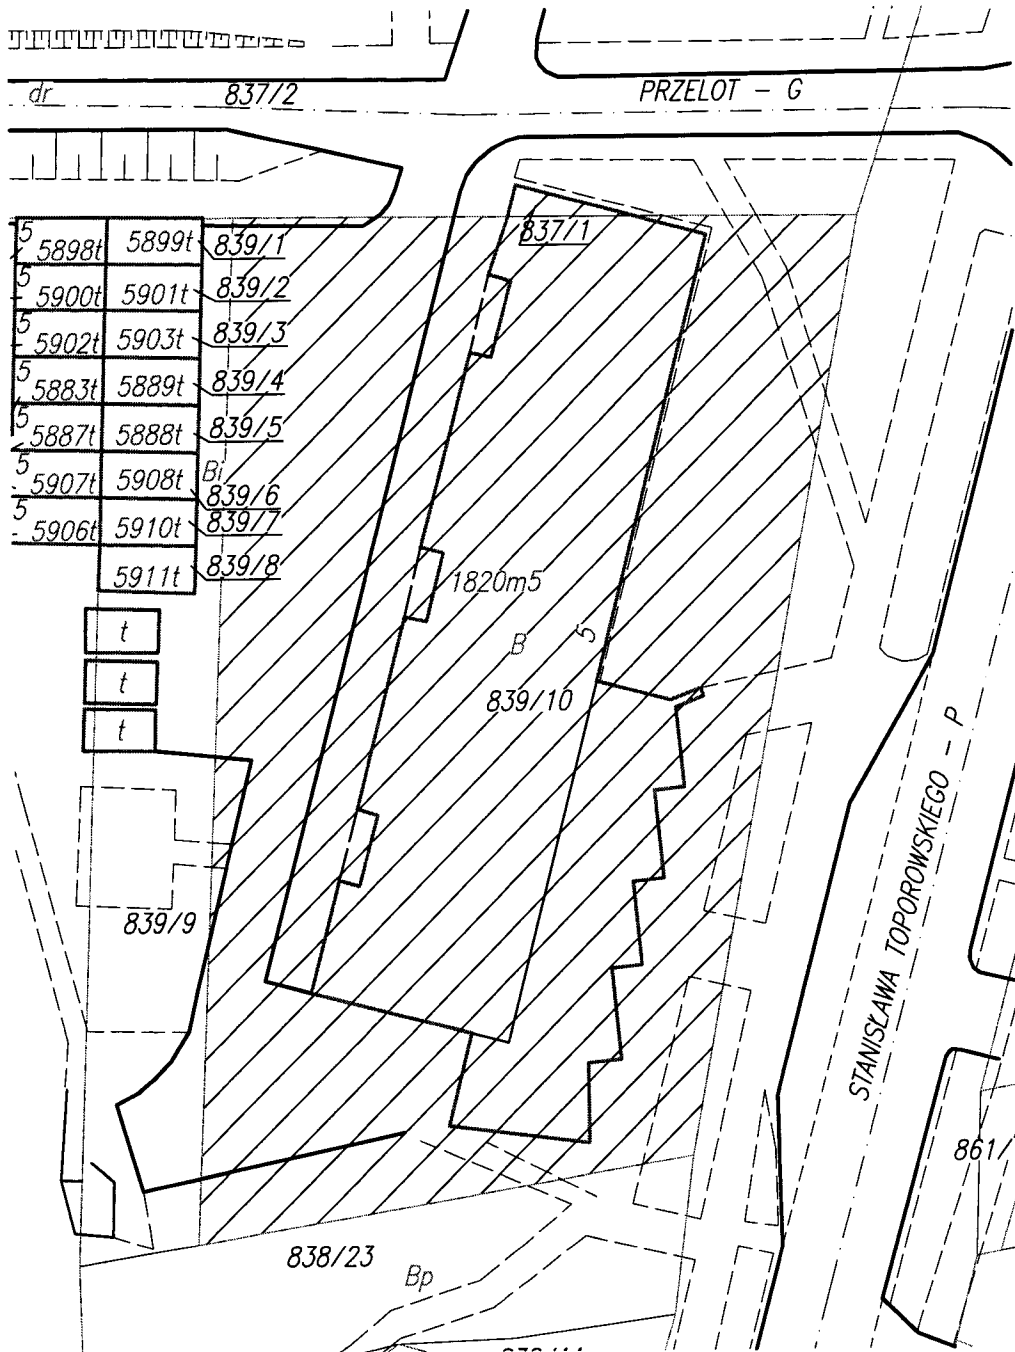 dr
837/2
PRZELOT - G
837/1
5
5898t
5899t
839/1
5
5900t
5901t
839/2
5
5902t
5903t
839/3
5
5883t
5889t
839/4
5
5887t
5888t
839/5
Bi
5
5907t
5908t
839/6
5
5906t
5910t
839/7
5911t
839/8
1820m5
t
B
5
t
839/10
t
STANISŁAWA TOPOROWSKIEGO - P
839/9
861/
838/23
Bp